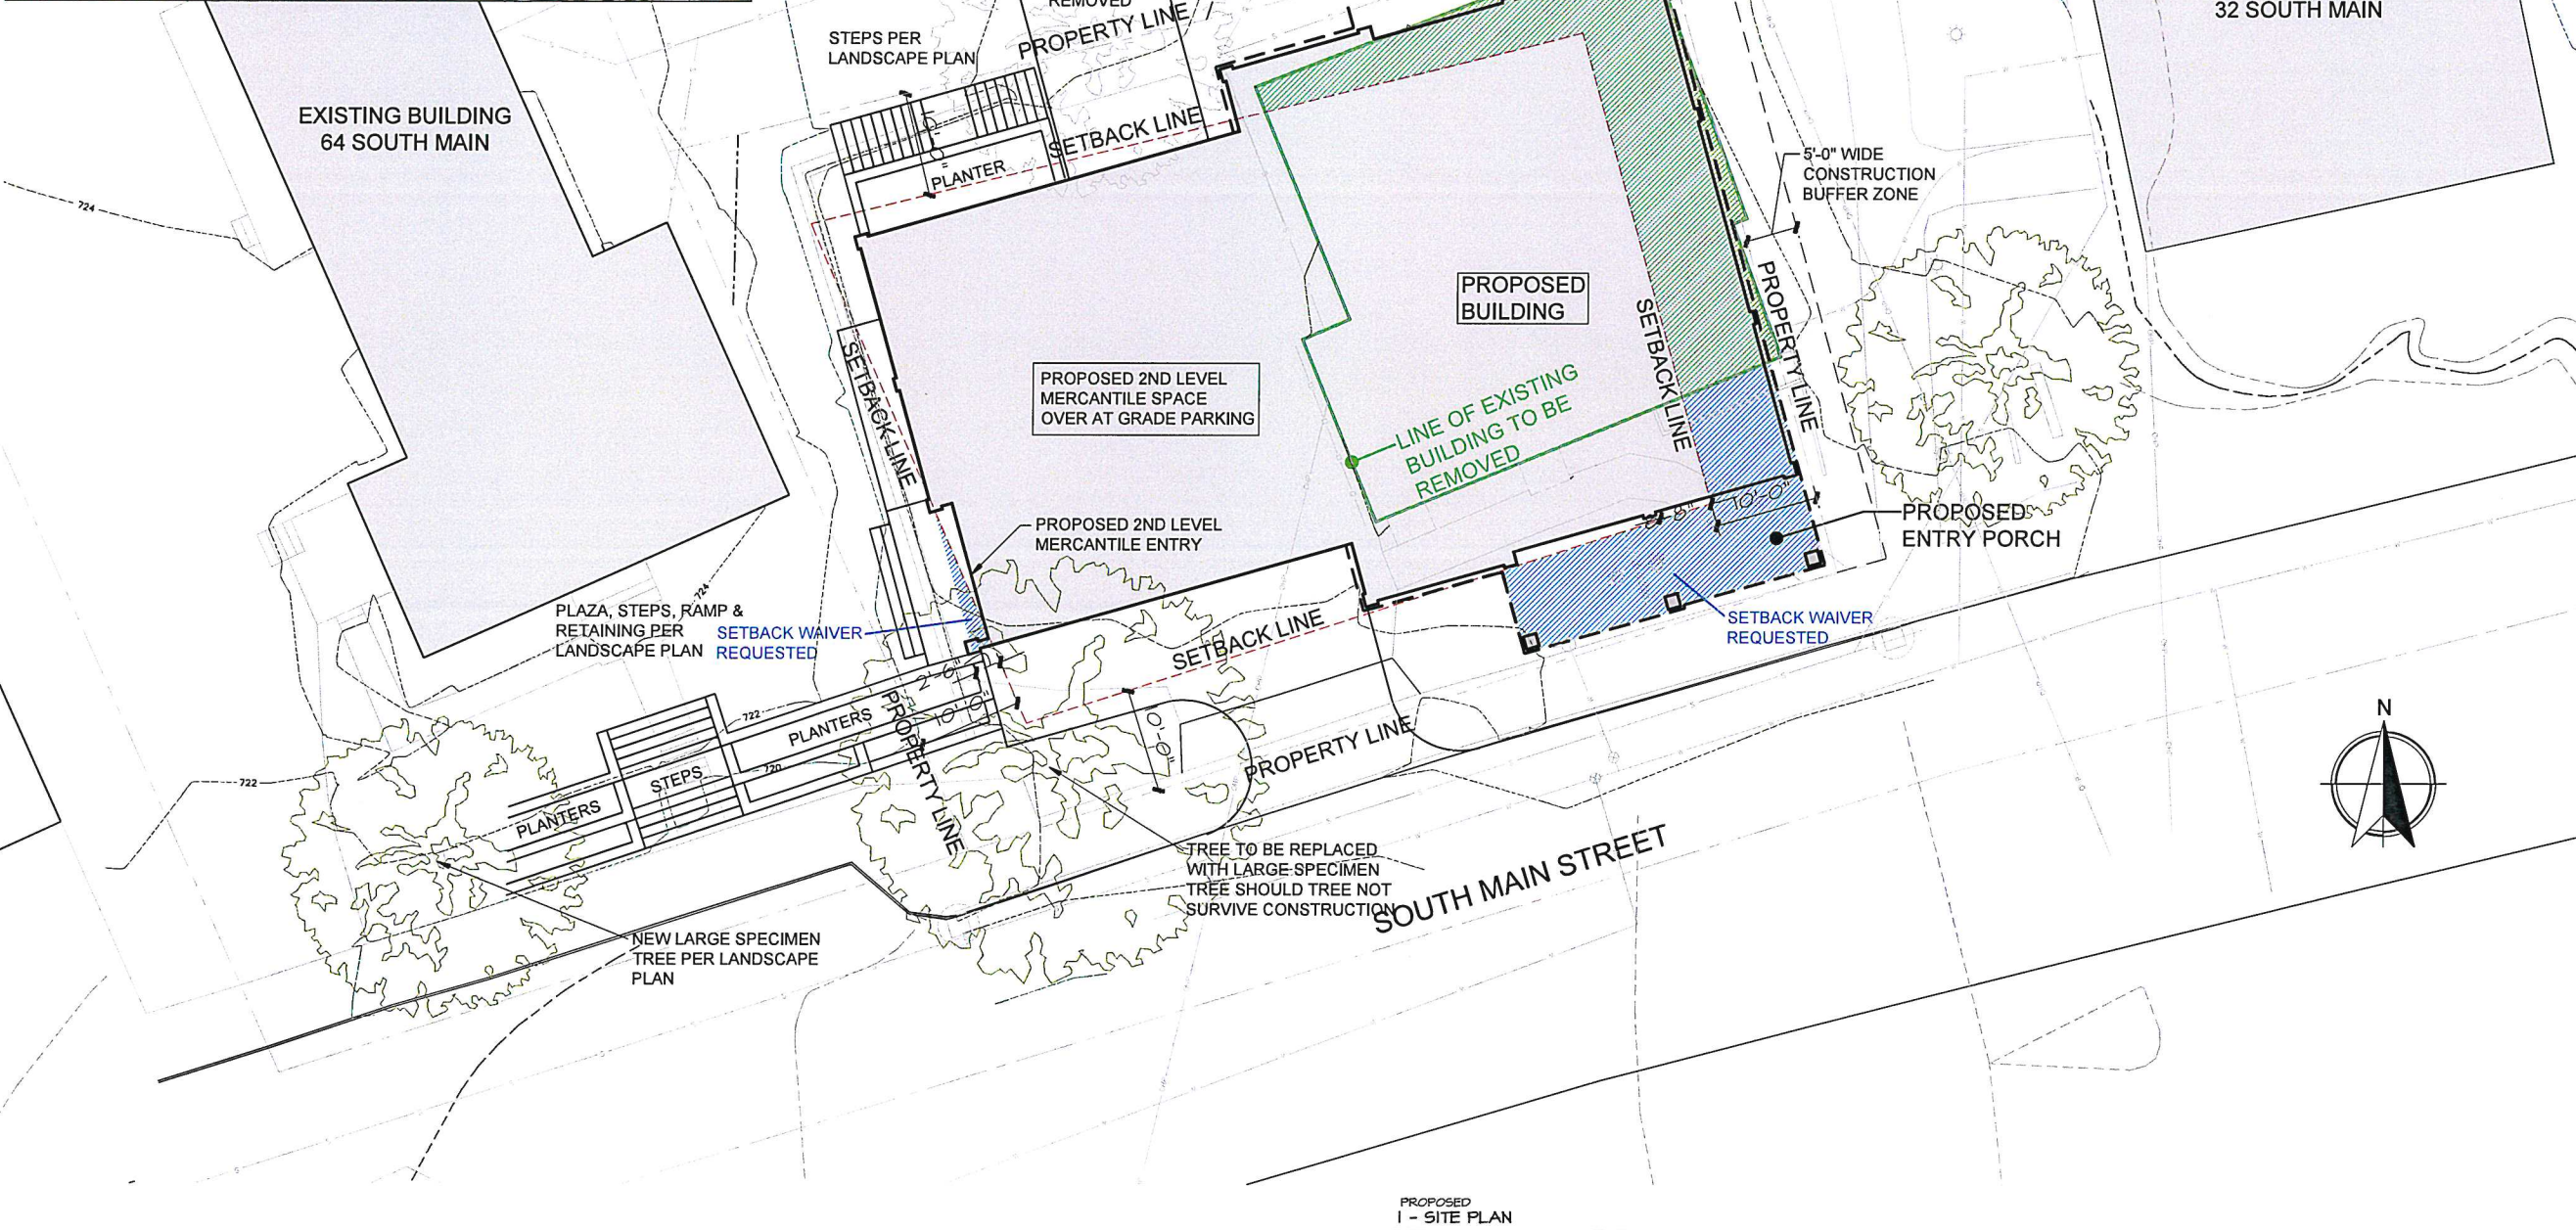 REMOVED
32 SOUTH MAIN
STEPS PER
LANDSCAPE PLAN
PROPERTY LINE
EXISTING BUILDING
64 SOUTH MAIN
10'-0"
SETBACK LINE
PLANTER
5'-0" WIDE
CONSTRUCTION
BUFFER ZONE
724
PROPOSED
BUILDING
PROPERTY LINE
SETBACK LINE
SETBACK LINE
PROPOSED 2ND LEVEL
MERCANTILE SPACE
OVER AT GRADE PARKING
LINE OF EXISTING
BUILDING TO BE
REMOVED
10'-0"
PROPOSED
ENTRY PORCH
PROPOSED 2ND LEVEL
MERCANTILE ENTRY
724
PLAZA, STEPS, RAMP &
RETAINING PER
LANDSCAPE PLAN
SETBACK WAIVER
REQUESTED
SETBACK WAIVER
REQUESTED
SETBACK LINE
2'-6"
10'-0"
10'-0"
722
PLANTERS
PROPERTY LINE
PROPERTY LINE
720
STEPS
722
PLANTERS
N
TREE TO BE REPLACED
WITH LARGE SPECIMEN
TREE SHOULD TREE NOT
SURVIVE CONSTRUCTION
SOUTH MAIN STREET
NEW LARGE SPECIMEN
TREE PER LANDSCAPE
PLAN
PROPOSED
1 - SITE PLAN